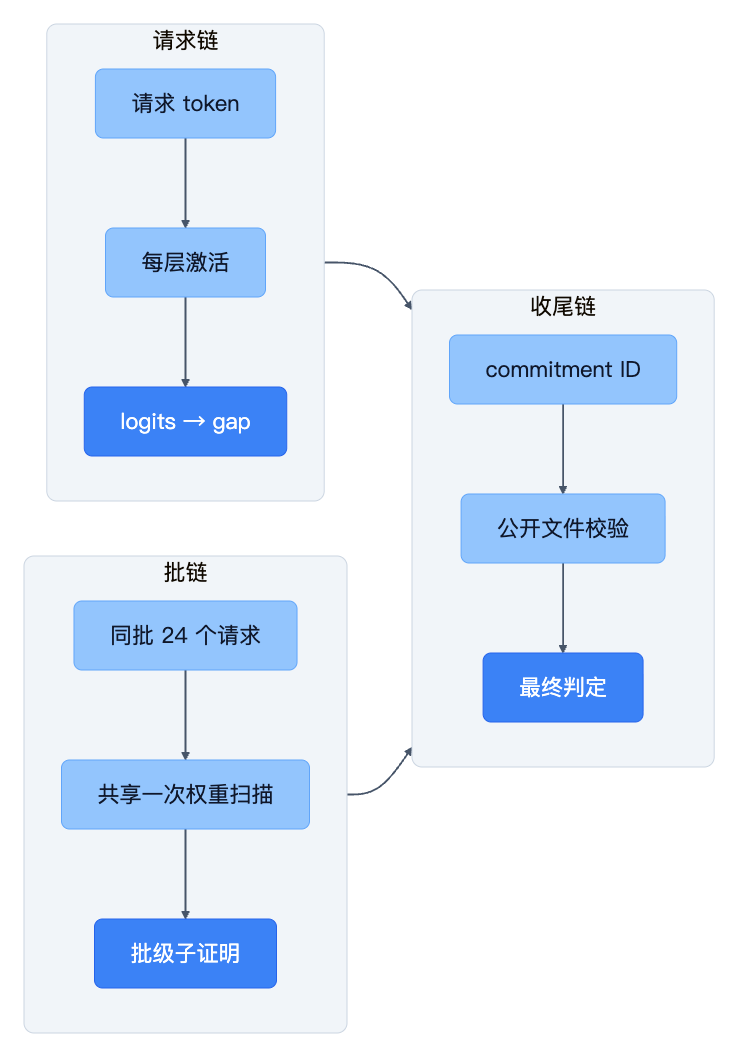 请求链
请求 token
每层激活
logits → gap
收尾链
commitment ID
公开文件校验
最终判定
批链
同批 24 个请求
共享一次权重扫描
批级子证明